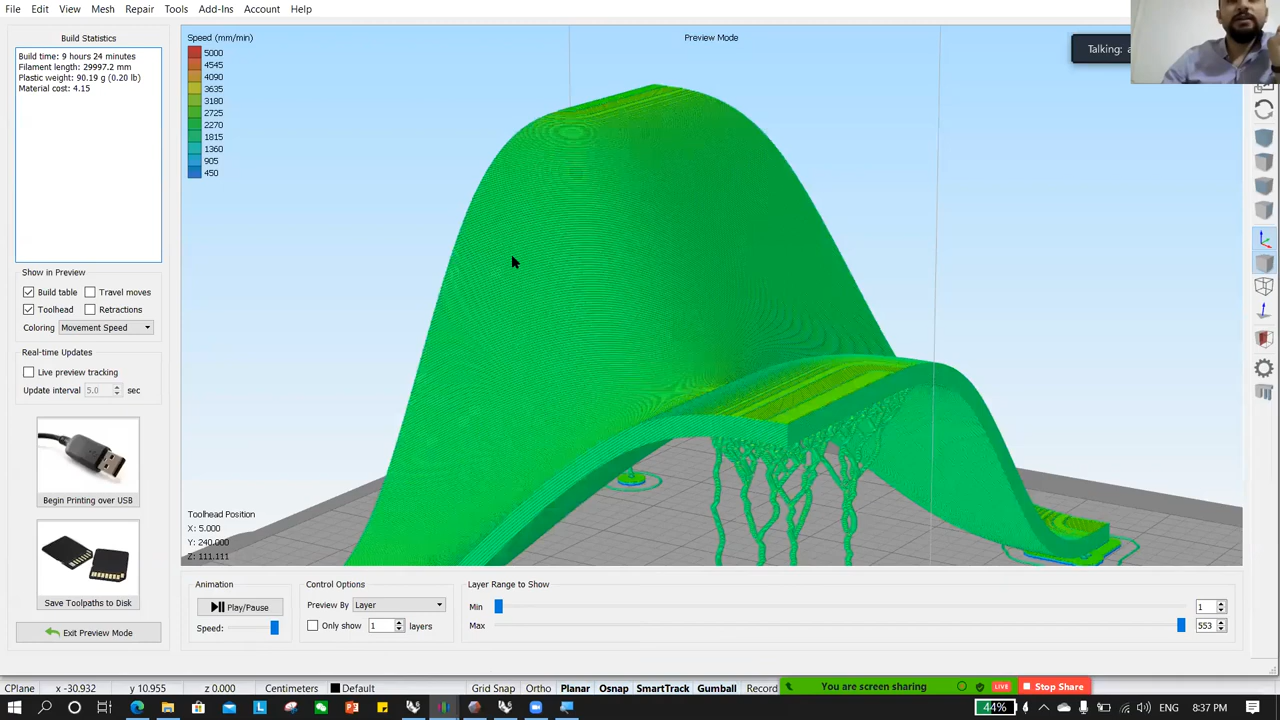 File Edit View Mesh Repair Tools Add-Ins Account Help
Build Statistics
Build time: 9 hours 24 minutes
Filament length: 29997.2 mm
Plastic weight: 90.19 g (0.20 lb)
Material cost: 4.15
Show in Preview
Build table Travel moves
Toolhead Retractions
Coloring Movement Speed
Real-time Updates
Live preview tracking
Update interval 5.0 sec
Begin Printing over USB
Save Toolpaths to Disk
Exit Preview Mode
Speed (mm/min)
5000
4545
4090
3635
3180
2725
2270
1815
1360
905
450
Preview Mode
Talking:
Toolhead Position
X: 5.000
Y: 240.000
Z: 111.111
Animation
Play/Pause
Speed:
Control Options
Preview By Layer
Only show 1 layers
Layer Range to Show
Min 1
Max 553
CPlane x -30.932 y 10.955 z 0.000 Centimeters Default Grid Snap Ortho Planar Osnap SmartTrack Gumball Record
You are screen sharing LIVE Stop Share
44% 8:37 PM